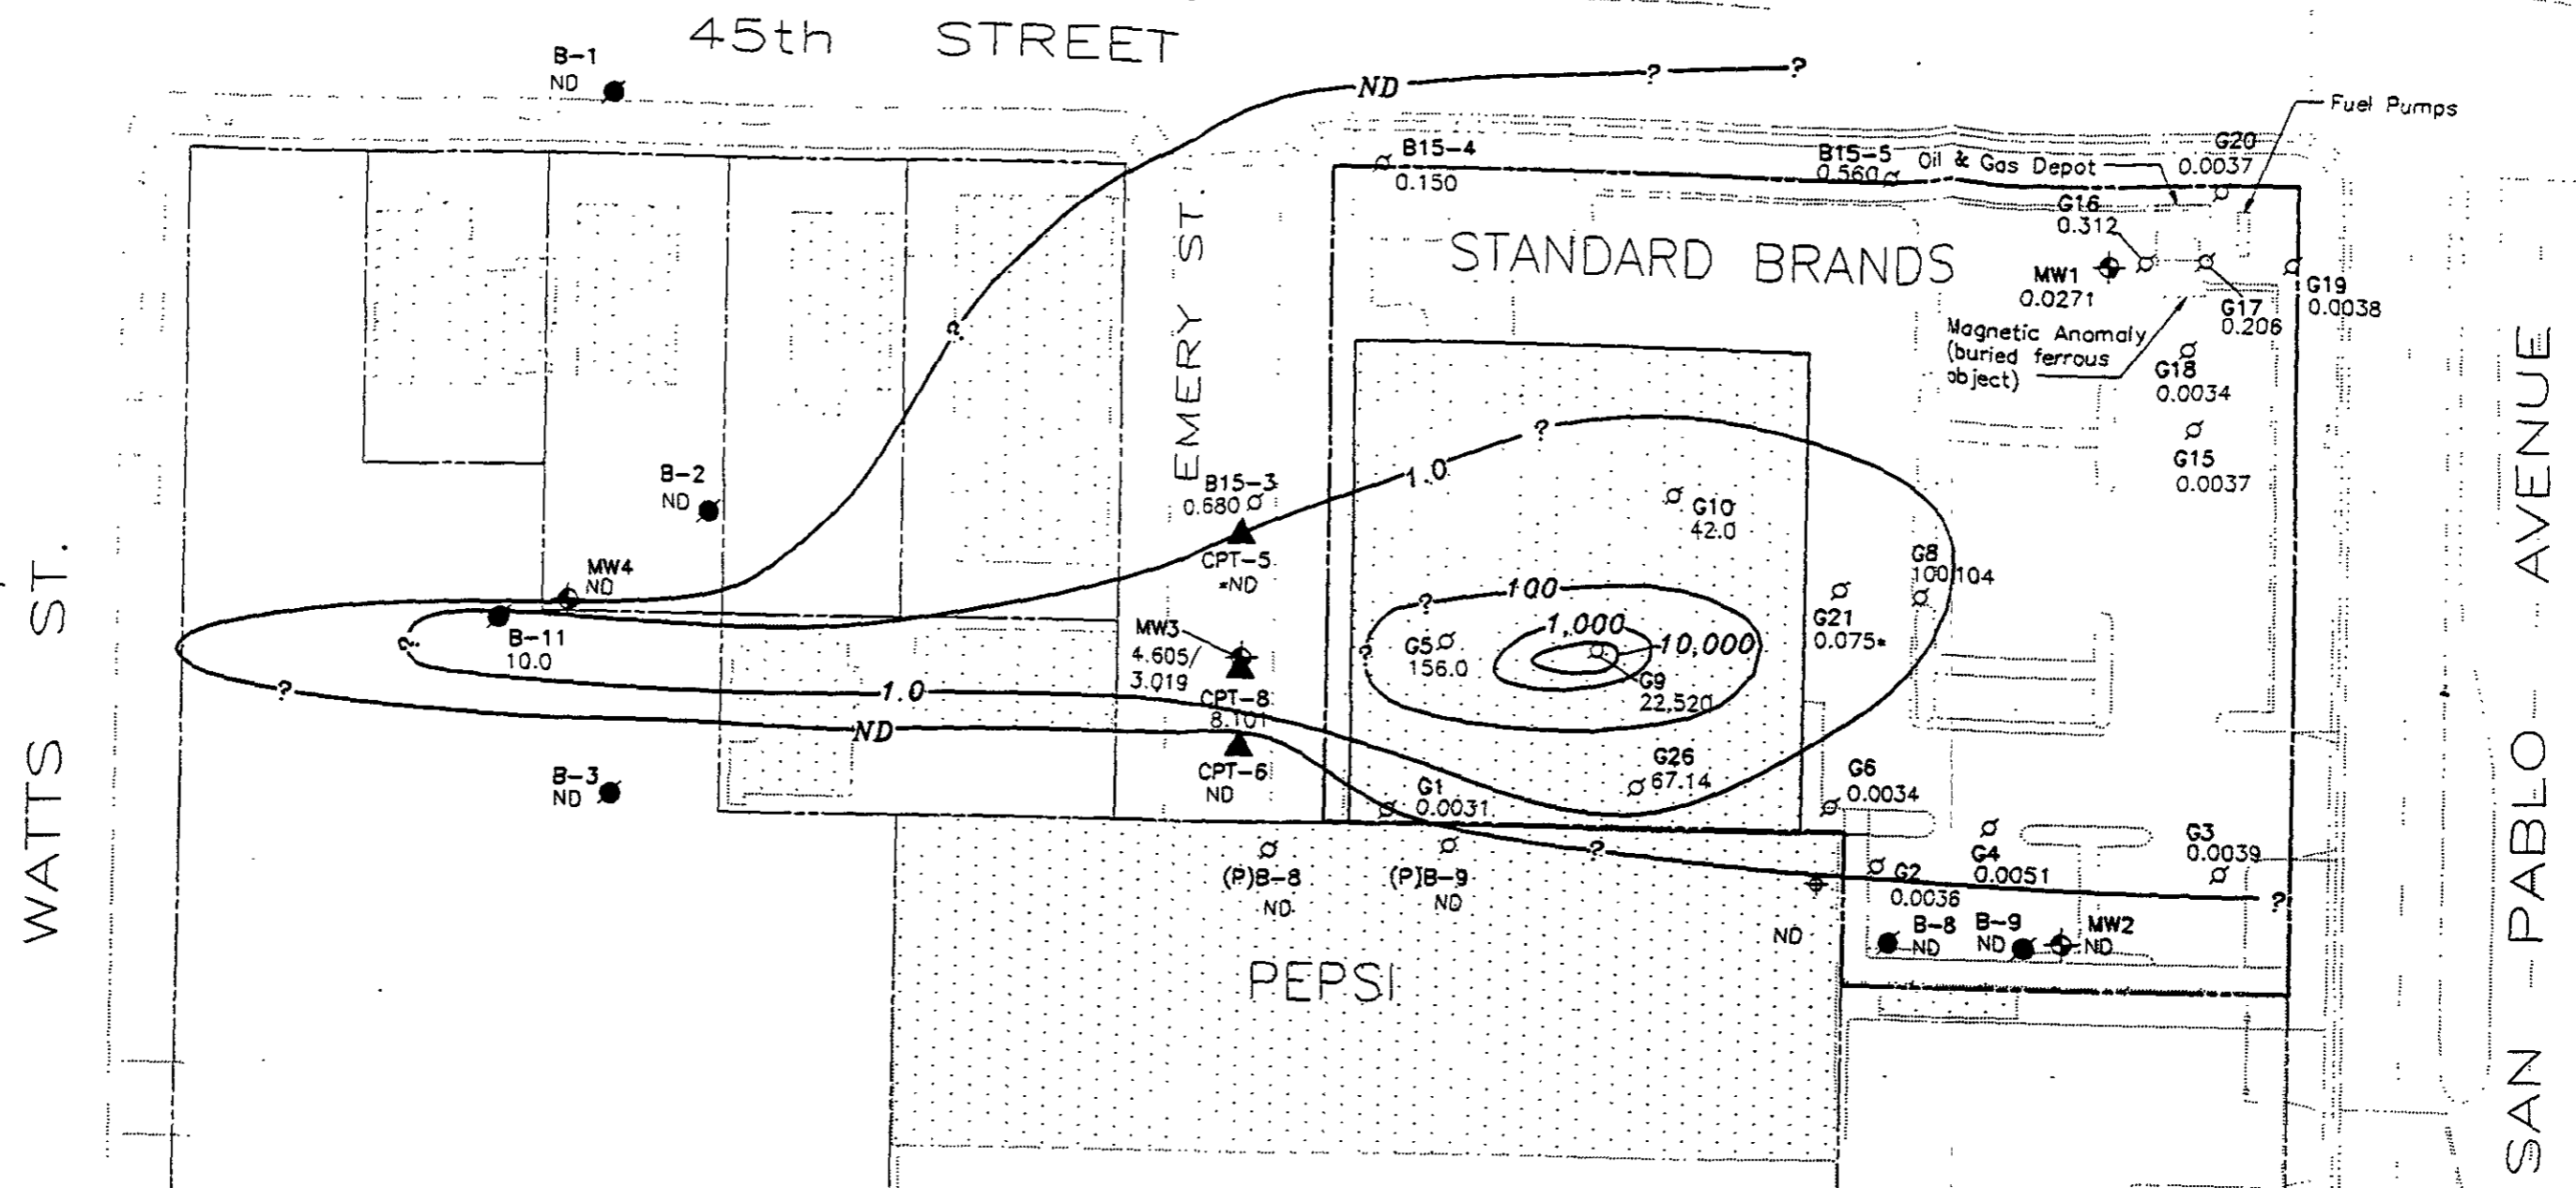 45th STREET
B-1
ND
ND
?
?
Fuel Pumps
B15-4
0.150
B15-5
0.560
Oil & Gas Depot
G20
0.0037
G16
0.312
STANDARD BRANDS
MW1
0.0271
G17
0.206
G19
0.0038
Magnetic Anomaly
(buried ferrous
object)
G18
0.0034
G15
0.0037
EMERY ST.
?
?
1.0
B-2
ND
B15-3
0.680
CPT-5
*ND
G10
42.0
MW4
ND
G8
100.104
?
100
G21
0.075*
B-11
10.0
?
MW3
4.605/
3.019
CPT-8
8.101
G5
156.0
?
1,000
10,000
G9
22,520
?
1.0
ND
B-3
ND
CPT-6
ND
G1
0.0031
G26
67.14
G6
0.0034
(P)B-8
ND
(P)B-9
ND
?
G2
0.0036
G4
0.0051
G3
0.0039
?
ND
B-8
ND
B-9
ND
MW2
ND
PEPSI
WATTS ST.
SAN PABLO AVENUE